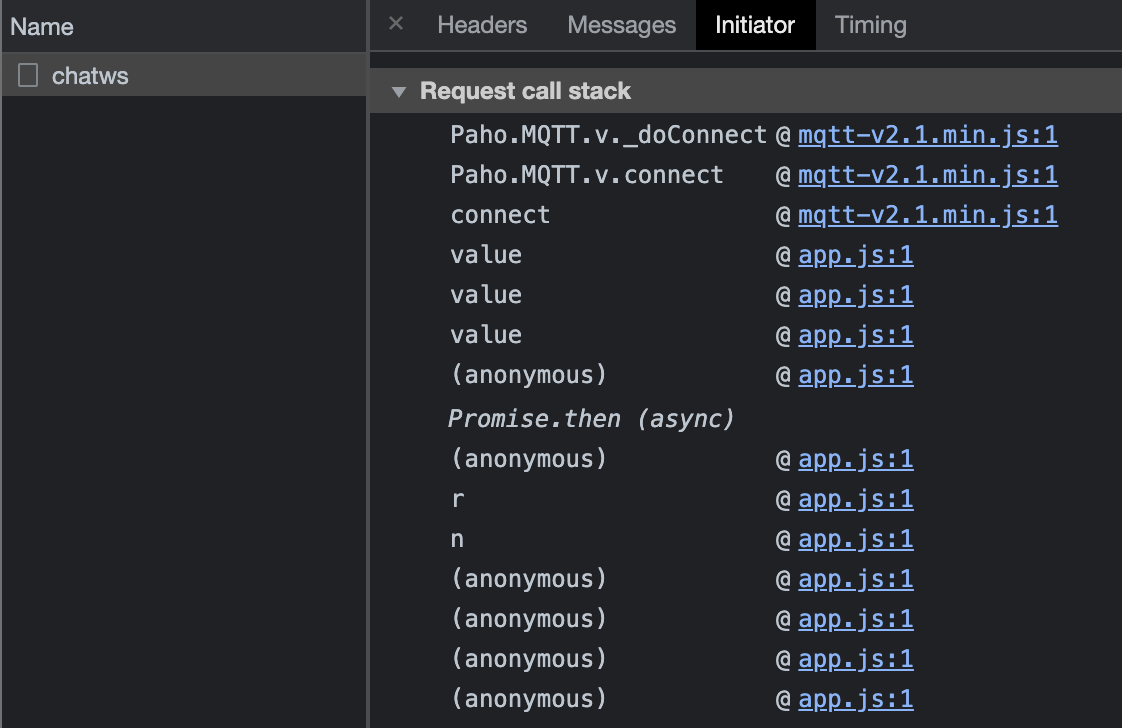 Name
chatws
× Headers Messages Initiator Timing
▼ Request call stack
Paho.MQTT.v._doConnect @ mqtt-v2.1.min.js:1
Paho.MQTT.v.connect @ mqtt-v2.1.min.js:1
connect @ mqtt-v2.1.min.js:1
value @ app.js:1
value @ app.js:1
value @ app.js:1
(anonymous) @ app.js:1
Promise.then (async)
(anonymous) @ app.js:1
r @ app.js:1
n @ app.js:1
(anonymous) @ app.js:1
(anonymous) @ app.js:1
(anonymous) @ app.js:1
(anonymous) @ app.js:1